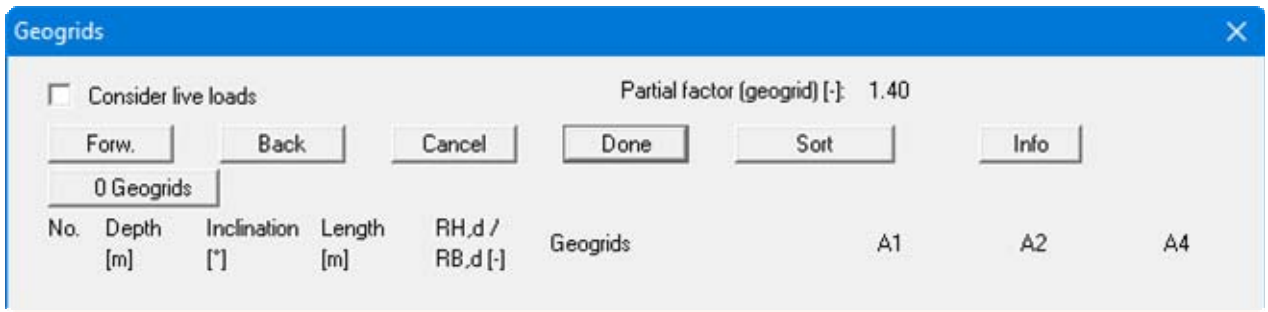 Geogrids
Consider live loads Partial factor (geogrid) [-]: 1.40
Forw. Back Cancel Done Sort Info
0 Geogrids
No. Depth Inclination Length RH,d / Geogrids A1 A2 A4
[m] [°] [m] RB,d [-]